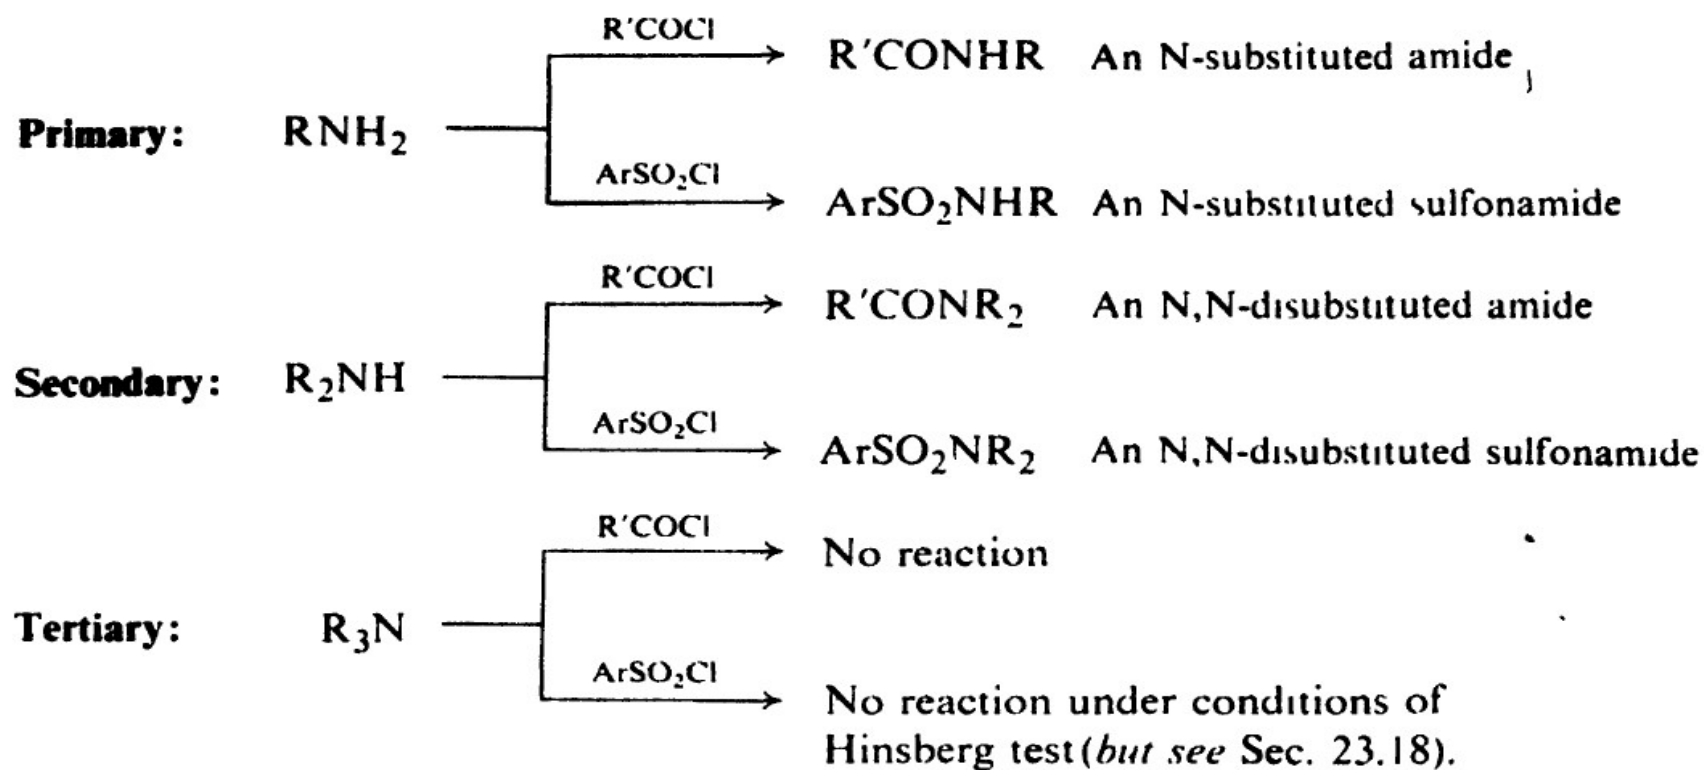 R′COCl
R′CONHR An N-substituted amide
Primary: RNH₂
ArSO₂Cl
ArSO₂NHR An N-substituted sulfonamide
R′COCl
R′CONR₂ An N,N-disubstituted amide
Secondary: R₂NH
ArSO₂Cl
ArSO₂NR₂ An N,N-disubstituted sulfonamide
R′COCl
No reaction
Tertiary: R₃N
ArSO₂Cl
No reaction under conditions of
Hinsberg test (but see Sec. 23.18).